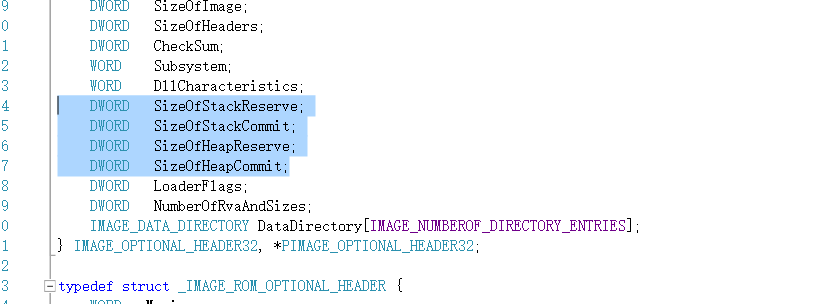 9 DWORD SizeOfImage;
0 DWORD SizeOfHeaders;
1 DWORD CheckSum;
2 WORD Subsystem;
3 WORD DllCharacteristics;
4 DWORD SizeOfStackReserve;
5 DWORD SizeOfStackCommit;
6 DWORD SizeOfHeapReserve;
7 DWORD SizeOfHeapCommit;
8 DWORD LoaderFlags;
9 DWORD NumberOfRvaAndSizes;
0 IMAGE_DATA_DIRECTORY DataDirectory[IMAGE_NUMBEROF_DIRECTORY_ENTRIES];
1 } IMAGE_OPTIONAL_HEADER32, *PIMAGE_OPTIONAL_HEADER32;
2
3 typedef struct _IMAGE_ROM_OPTIONAL_HEADER {
4 WORD